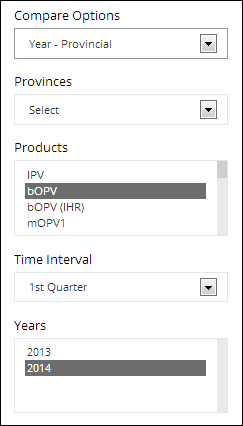 Compare Options
Year - Provincial
Provinces
Select
Products
IPV
bOPV
bOPV (IHR)
mOPV1
Time Interval
1st Quarter
Years
2013
2014